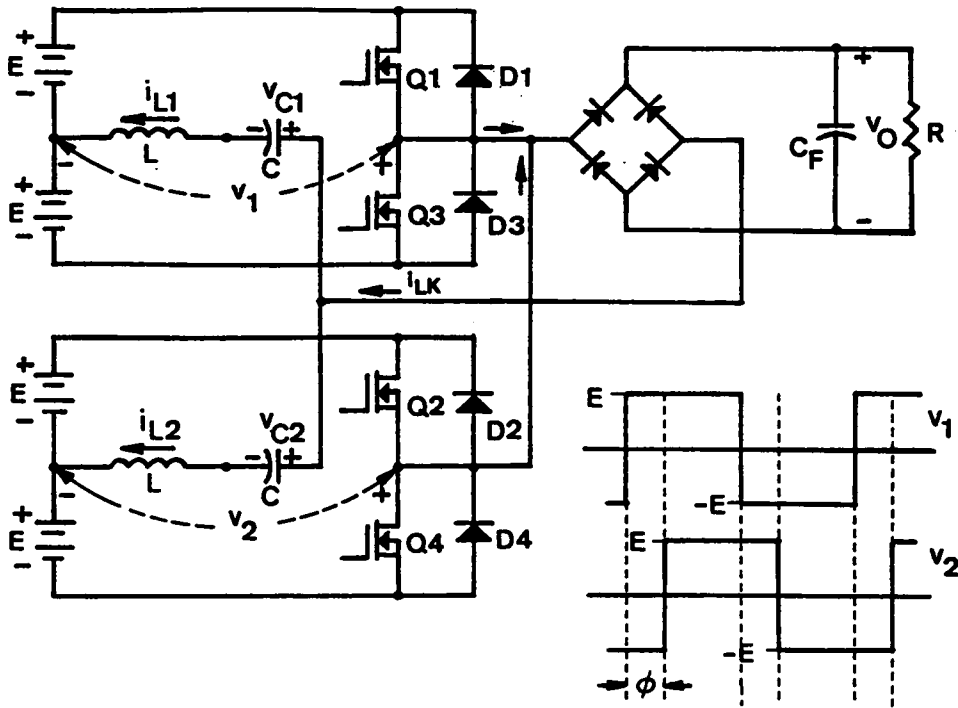 +
E
-
i_L1
L
v_C1
- +
C
Q1
D1
+
E
-
-
v_1
+
Q3
D3
i_LK
+
C_F
v_O
R
-
+
E
-
i_L2
L
v_C2
- +
C
Q2
D2
+
E
-
-
v_2
+
Q4
D4
E
-E
v_1
E
-E
v_2
ϕ